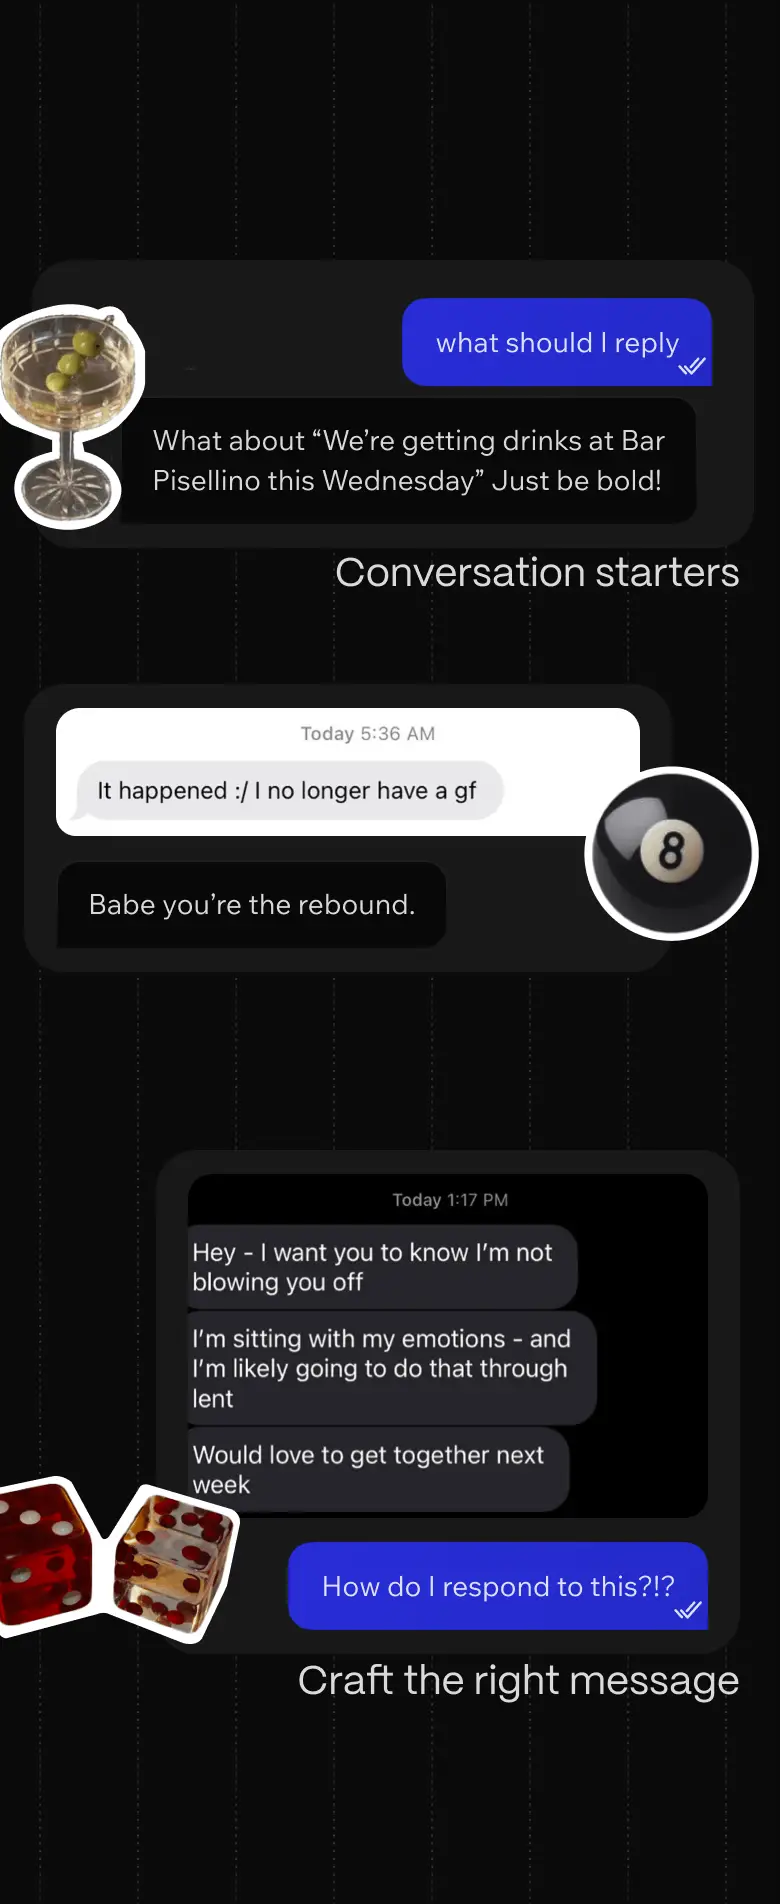 what should I reply
What about “We’re getting drinks at Bar
Pisellino this Wednesday” Just be bold!
Conversation starters
Today 5:36 AM
It happened :/ I no longer have a gf
8
Babe you’re the rebound.
Today 1:17 PM
Hey - I want you to know I’m not
blowing you off
I’m sitting with my emotions - and
I’m likely going to do that through
lent
Would love to get together next
week
How do I respond to this?!?
Craft the right message